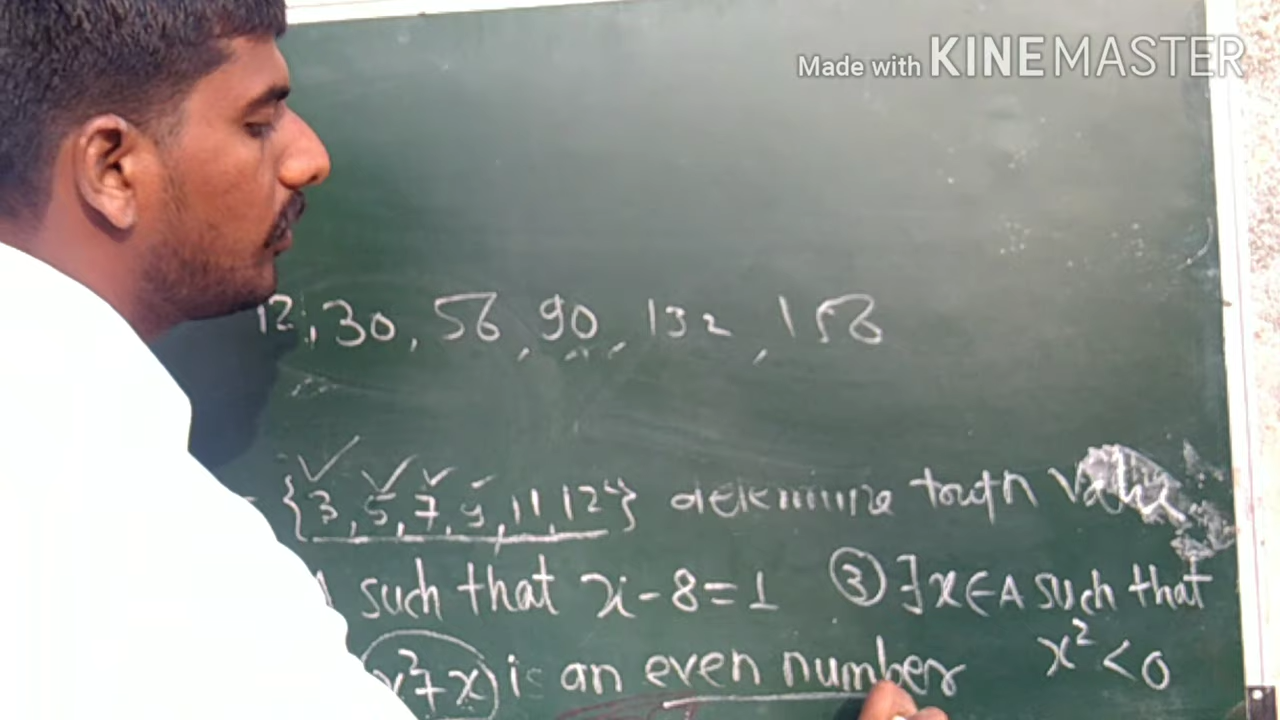 Made with KINEMASTER
12, 30, 56, 90, 132, 156
{3, 5, 7, 9, 11, 12} determine truth value
such that x-8=1 ③ ∃x∈A such that
(x²+x) is an even number x²<0